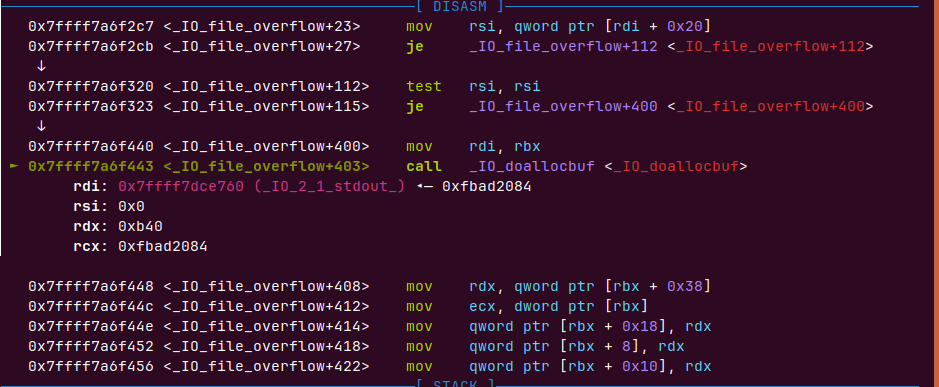 [ DISASM ]
0x7ffff7a6f2c7 <_IO_file_overflow+23> mov rsi, qword ptr [rdi + 0x20]
0x7ffff7a6f2cb <_IO_file_overflow+27> je _IO_file_overflow+112 <_IO_file_overflow+112>
↓
0x7ffff7a6f320 <_IO_file_overflow+112> test rsi, rsi
0x7ffff7a6f323 <_IO_file_overflow+115> je _IO_file_overflow+400 <_IO_file_overflow+400>
↓
0x7ffff7a6f440 <_IO_file_overflow+400> mov rdi, rbx
► 0x7ffff7a6f443 <_IO_file_overflow+403> call _IO_doallocbuf <_IO_doallocbuf>
rdi: 0x7ffff7dce760 (_IO_2_1_stdout_) ◂— 0xfbad2084
rsi: 0x0
rdx: 0xb40
rcx: 0xfbad2084
0x7ffff7a6f448 <_IO_file_overflow+408> mov rdx, qword ptr [rbx + 0x38]
0x7ffff7a6f44c <_IO_file_overflow+412> mov ecx, dword ptr [rbx]
0x7ffff7a6f44e <_IO_file_overflow+414> mov qword ptr [rbx + 0x18], rdx
0x7ffff7a6f452 <_IO_file_overflow+418> mov qword ptr [rbx + 8], rdx
0x7ffff7a6f456 <_IO_file_overflow+422> mov qword ptr [rbx + 0x10], rdx
[ STACK ]